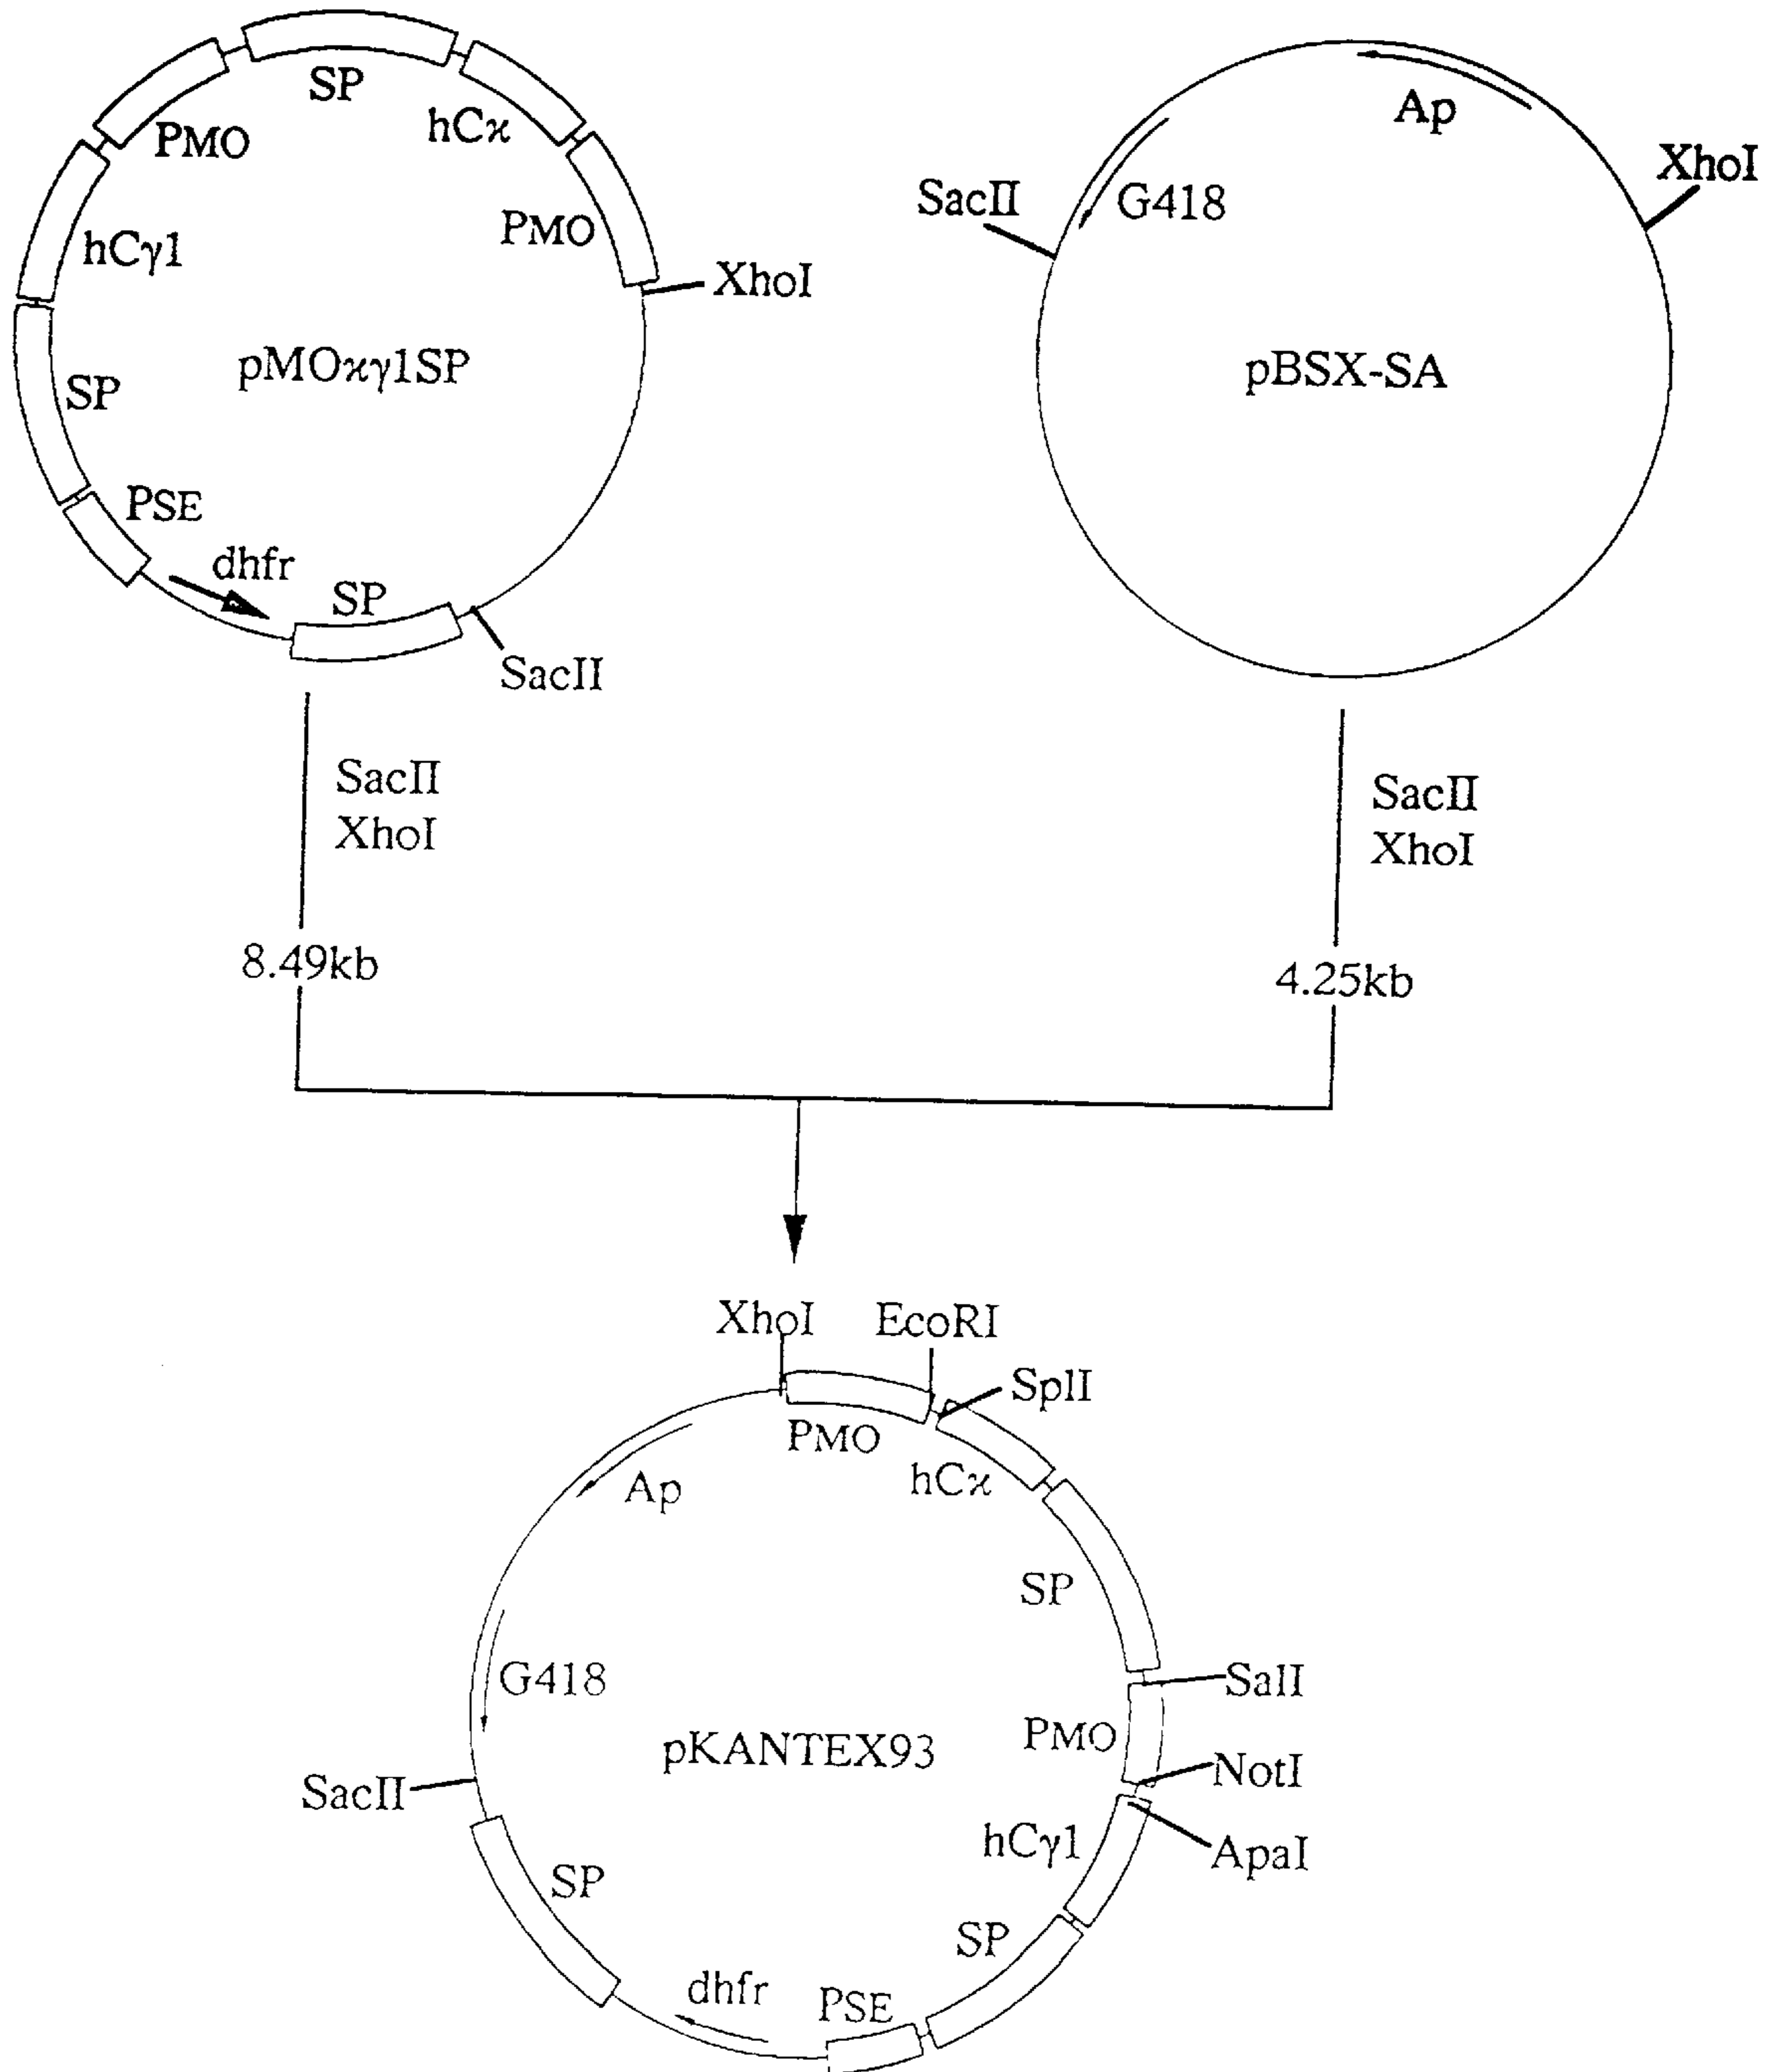 SP
hCϰ
PMO
PMO
hCγ1
XhoI
pMOϰγ1SP
SP
PSE
dhfr
SP
SacII
Ap
XhoI
SacII
G418
pBSX-SA
SacII
XhoI
8.49kb
SacII
XhoI
4.25kb
XhoI
EcoRI
SplI
PMO
hCϰ
Ap
SP
G418
SalI
PMO
pKANTEX93
NotI
SacII
hCγ1
ApaI
SP
SP
dhfr
PSE